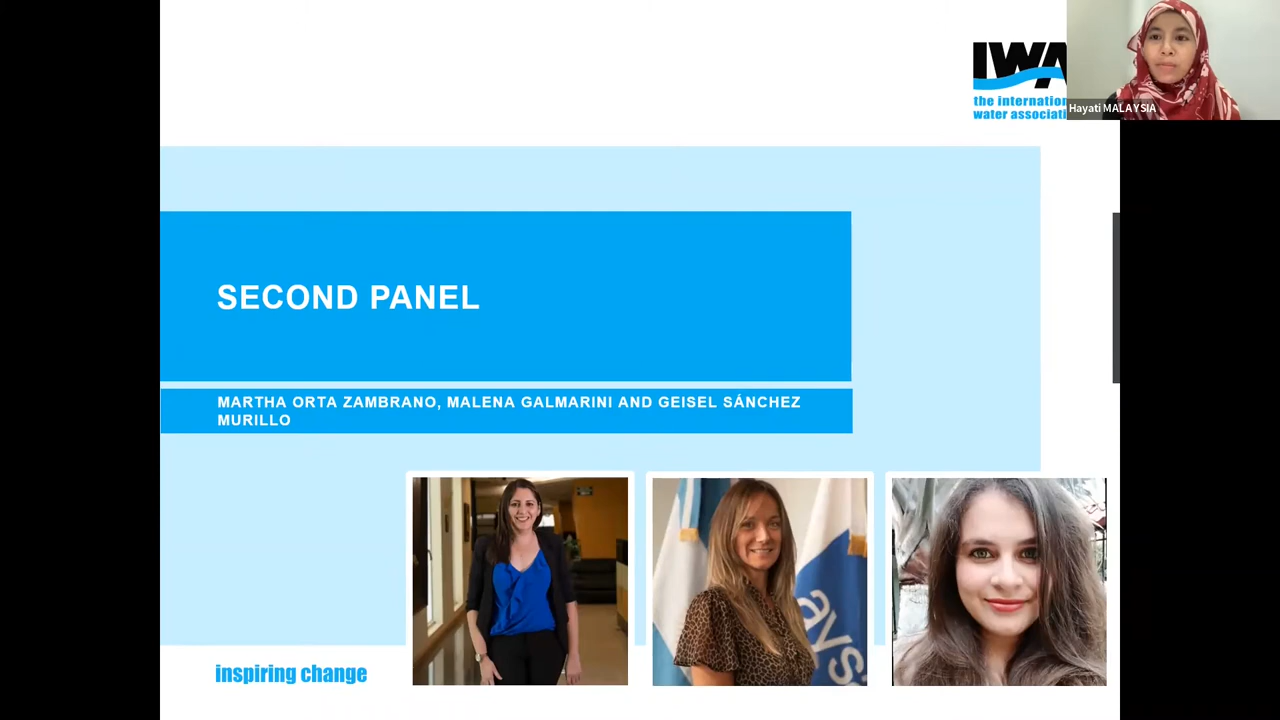 IWA
the internation
water associati
Hayati MALAYSIA
SECOND PANEL
MARTHA ORTA ZAMBRANO, MALENA GALMARINI AND GEISEL SÁNCHEZ
MURILLO
aysa
inspiring change